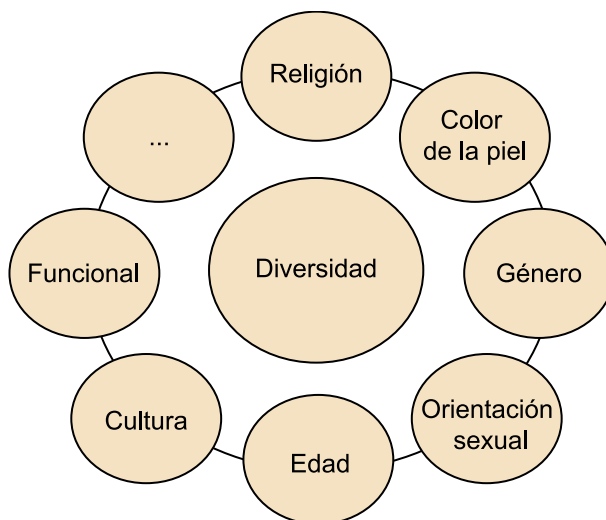 Religión
Color
de la piel
Género
Orientación
sexual
Edad
Cultura
Funcional
...
Diversidad